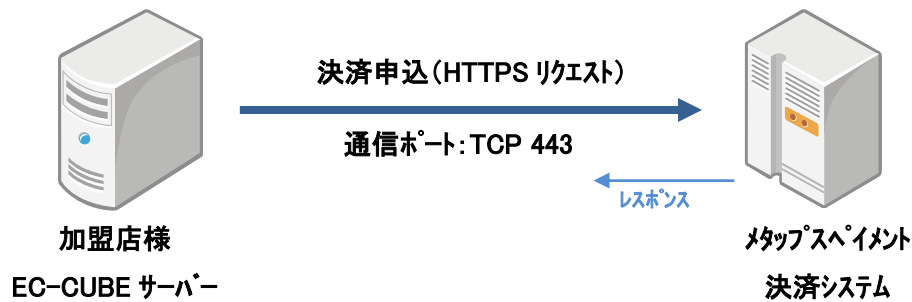 決済申込（HTTPS リクエスト）
通信ポート：TCP 443
レスポンス
加盟店様
EC-CUBE サーバー
メタップスペイメント
決済システム